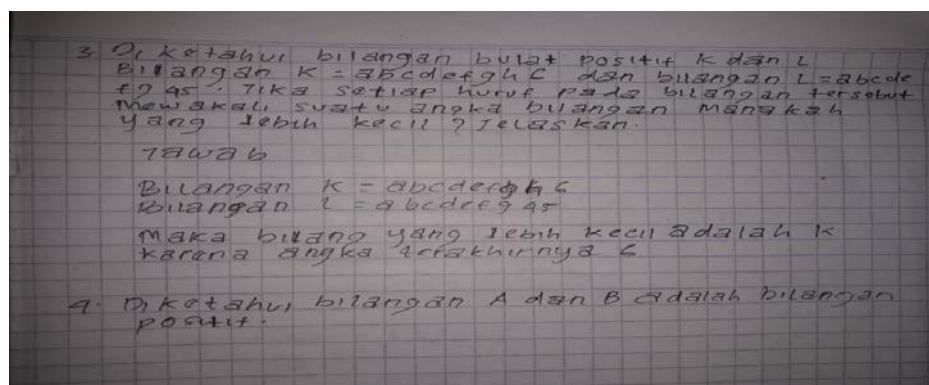 3. Diketahui bilangan bulat positif K dan L
Bilangan K = abcdefghc dan bilangan L = abcde
fg45. Jika setiap huruf pada bilangan tersebut
mewakili suatu angka bilangan manakah
yang lebih kecil? Jelaskan.
Jawab
Bilangan K = abcdefgh6
Bilangan L = abcdefg45
Maka bilang yang lebih kecil adalah K
karena angka terakhirnya 6
4. Diketahui bilangan A dan B adalah bilangan
positif.